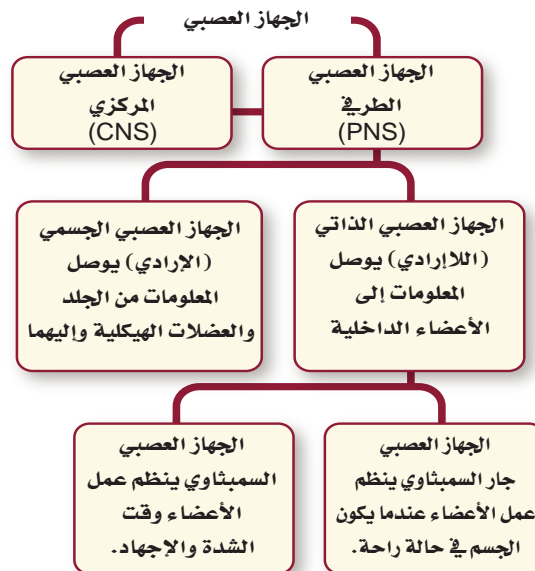 الجهاز العصبي
الجهاز العصبي
الطرفي
(PNS)
الجهاز العصبي
المركزي
(CNS)
الجهاز العصبي الذاتي
(اللاإرادي) يوصل
المعلومات إلى
الأعضاء الداخلية
الجهاز العصبي الجسمي
(الإرادي) يوصل
المعلومات من الجلد
والعضلات الهيكلية وإليهما
الجهاز العصبي
جار السمبثاوي ينظم
عمل الأعضاء عندما يكون
الجسم في حالة راحة.
الجهاز العصبي
السمبثاوي ينظم عمل
الأعضاء وقت
الشدة والإجهاد.